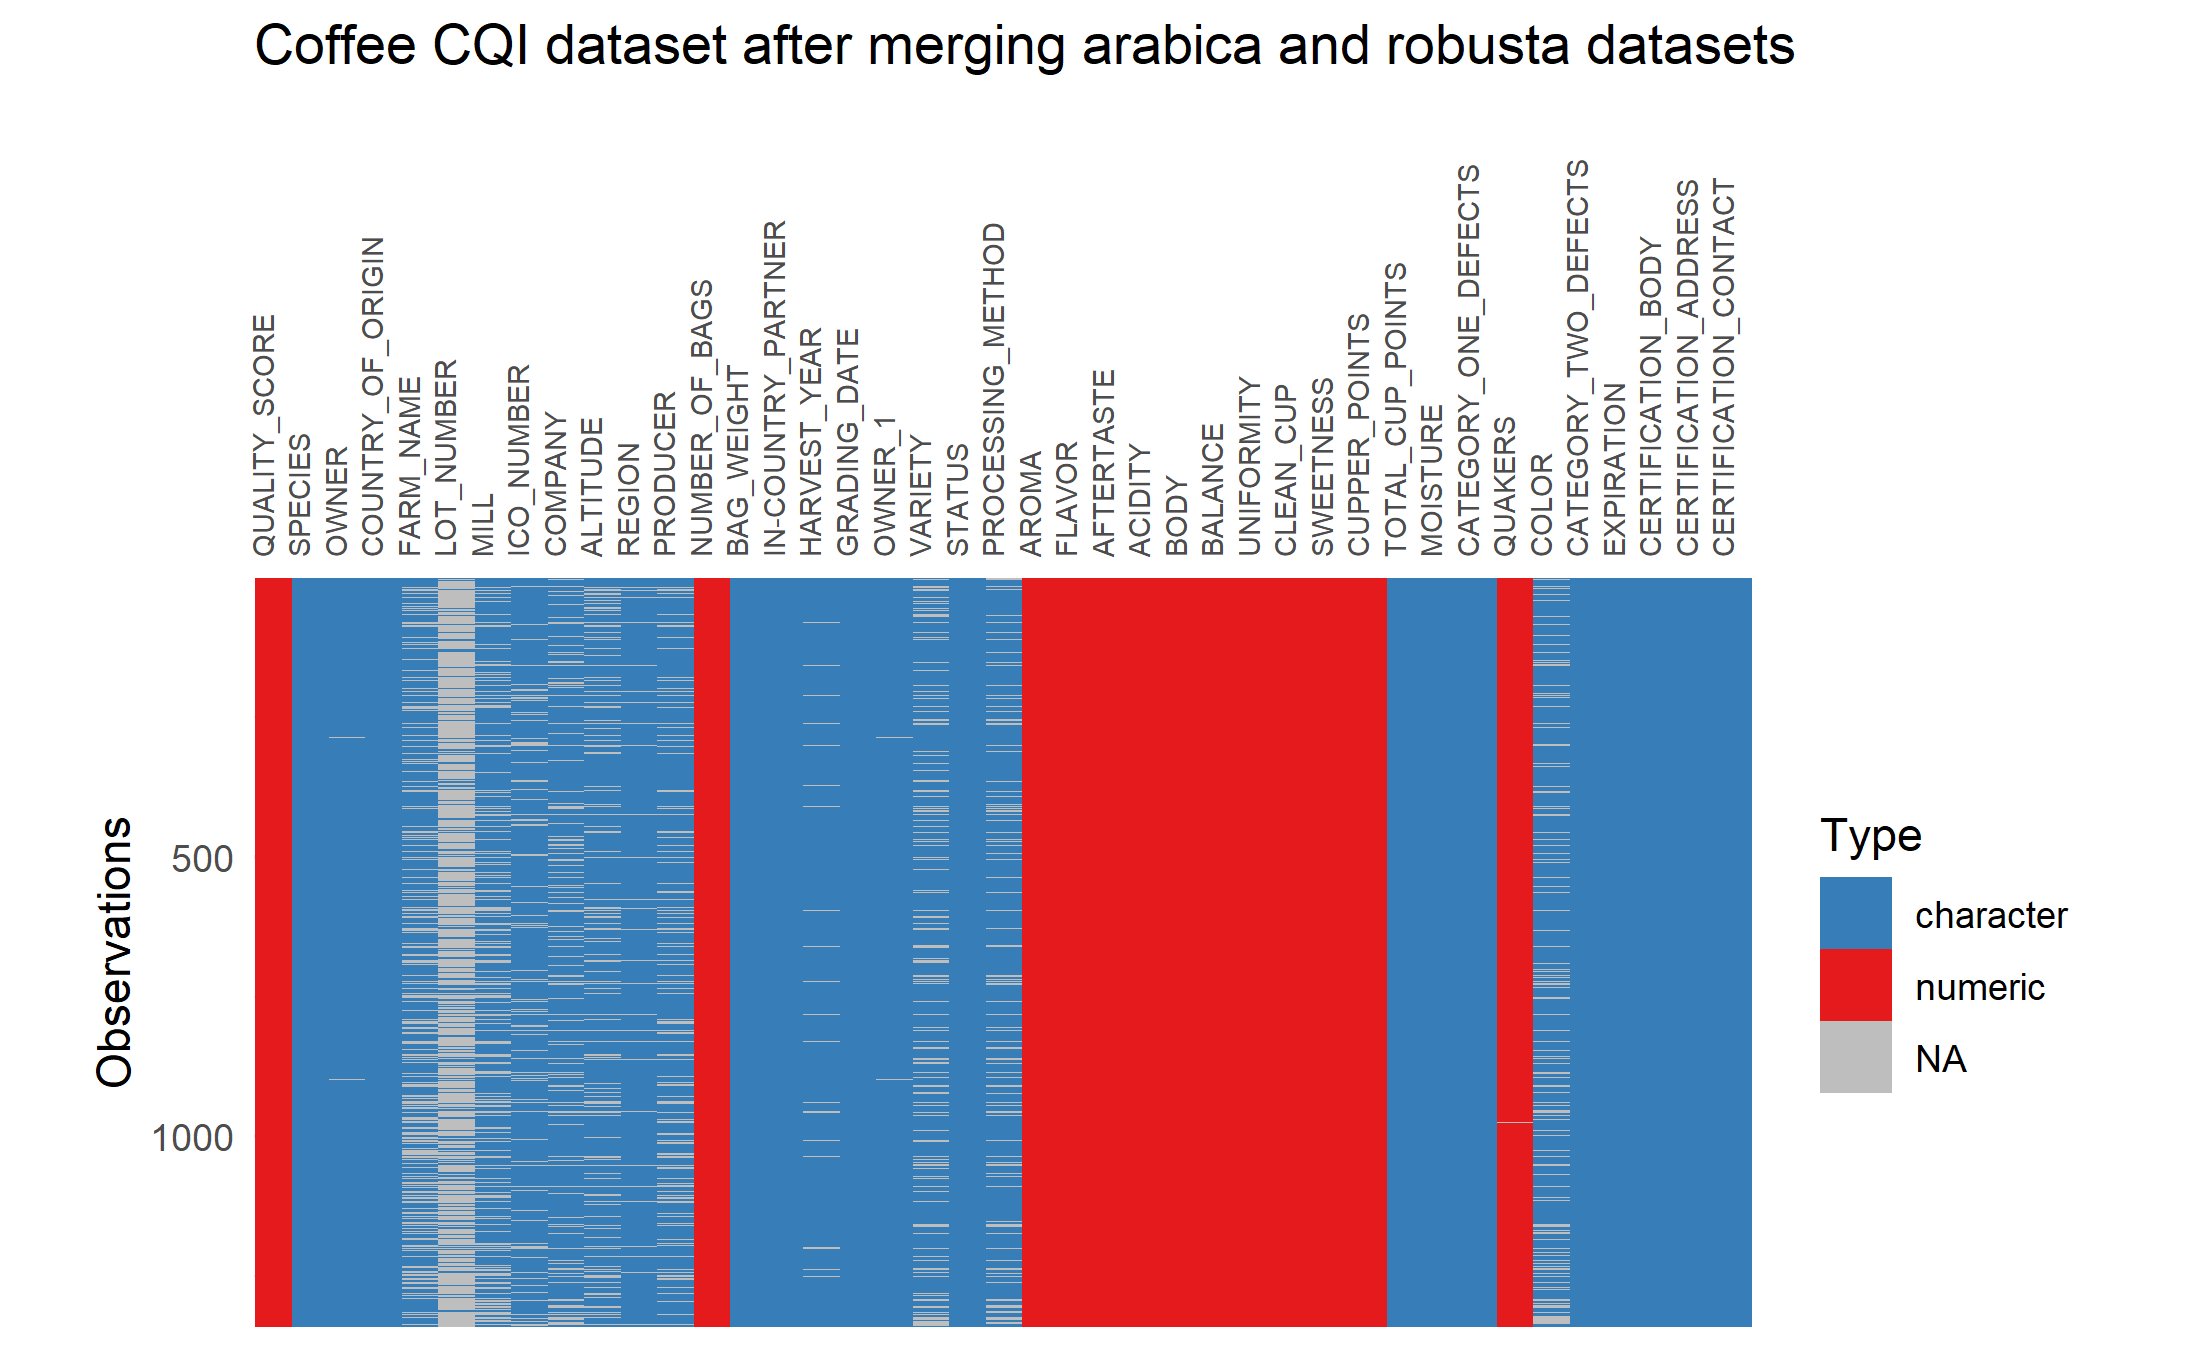 Coffee CQI dataset after merging arabica and robusta datasets
QUALITY_SCORE
SPECIES
OWNER
COUNTRY_OF_ORIGIN
FARM_NAME
LOT_NUMBER
MILL
ICO_NUMBER
COMPANY
ALTITUDE
REGION
PRODUCER
NUMBER_OF_BAGS
BAG_WEIGHT
IN-COUNTRY_PARTNER
HARVEST_YEAR
GRADING_DATE
OWNER_1
VARIETY
STATUS
PROCESSING_METHOD
AROMA
FLAVOR
AFTERTASTE
ACIDITY
BODY
BALANCE
UNIFORMITY
CLEAN_CUP
SWEETNESS
CUPPER_POINTS
TOTAL_CUP_POINTS
MOISTURE
CATEGORY_ONE_DEFECTS
QUAKERS
COLOR
CATEGORY_TWO_DEFECTS
EXPIRATION
CERTIFICATION_BODY
CERTIFICATION_ADDRESS
CERTIFICATION_CONTACT
Observations
500
1000
Type
character
numeric
NA